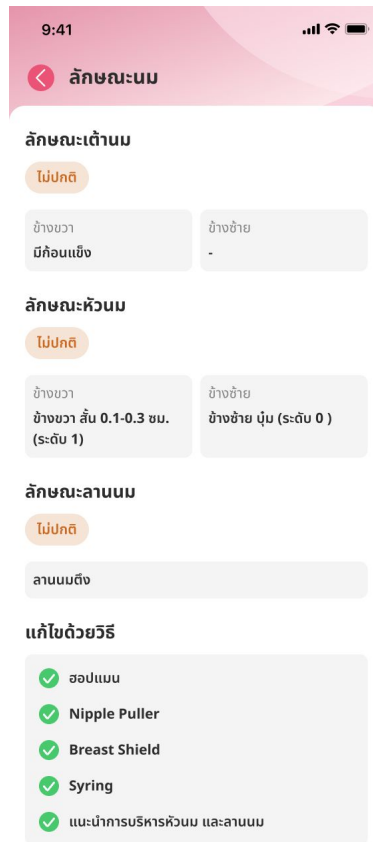 9:41
ลักษณะนม
ลักษณะเต้านม
ไม่ปกติ
ข้างขวา
มีก้อนแข็ง
ข้างซ้าย
-
ลักษณะหัวนม
ไม่ปกติ
ข้างขวา
ข้างขวา สั้น 0.1-0.3 ซม.
(ระดับ 1)
ข้างซ้าย
ข้างซ้าย บุ๋ม (ระดับ 0 )
ลักษณะลานนม
ไม่ปกติ
ลานนมตึง
แก้ไขด้วยวิธี
ฮอปแมน
Nipple Puller
Breast Shield
Syring
แนะนำการบริหารหัวนม และลานนม